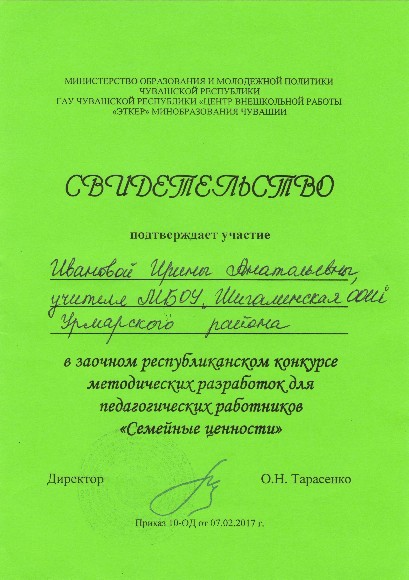 МИНИСТЕРСТВО ОБРАЗОВАНИЯ И МОЛОДЕЖНОЙ ПОЛИТИКИ
ЧУВАШСКОЙ РЕСПУБЛИКИ
ГАУ ЧУВАШСКОЙ РЕСПУБЛИКИ «ЦЕНТР ВНЕШКОЛЬНОЙ РАБОТЫ
«ЭТКЕР» МИНОБРАЗОВАНИЯ ЧУВАШИИ
СВИДЕТЕЛЬСТВО
подтверждает участие
Ивановой Ирины Анатальевны,
учителя МБОУ „Шигалинская СОШ"
Урмарского района
в заочном республиканском конкурсе
методических разработок для
педагогических работников
«Семейные ценности»
Директор О.Н. Тарасенко
Приказ 10-ОД от 07.02.2017 г.